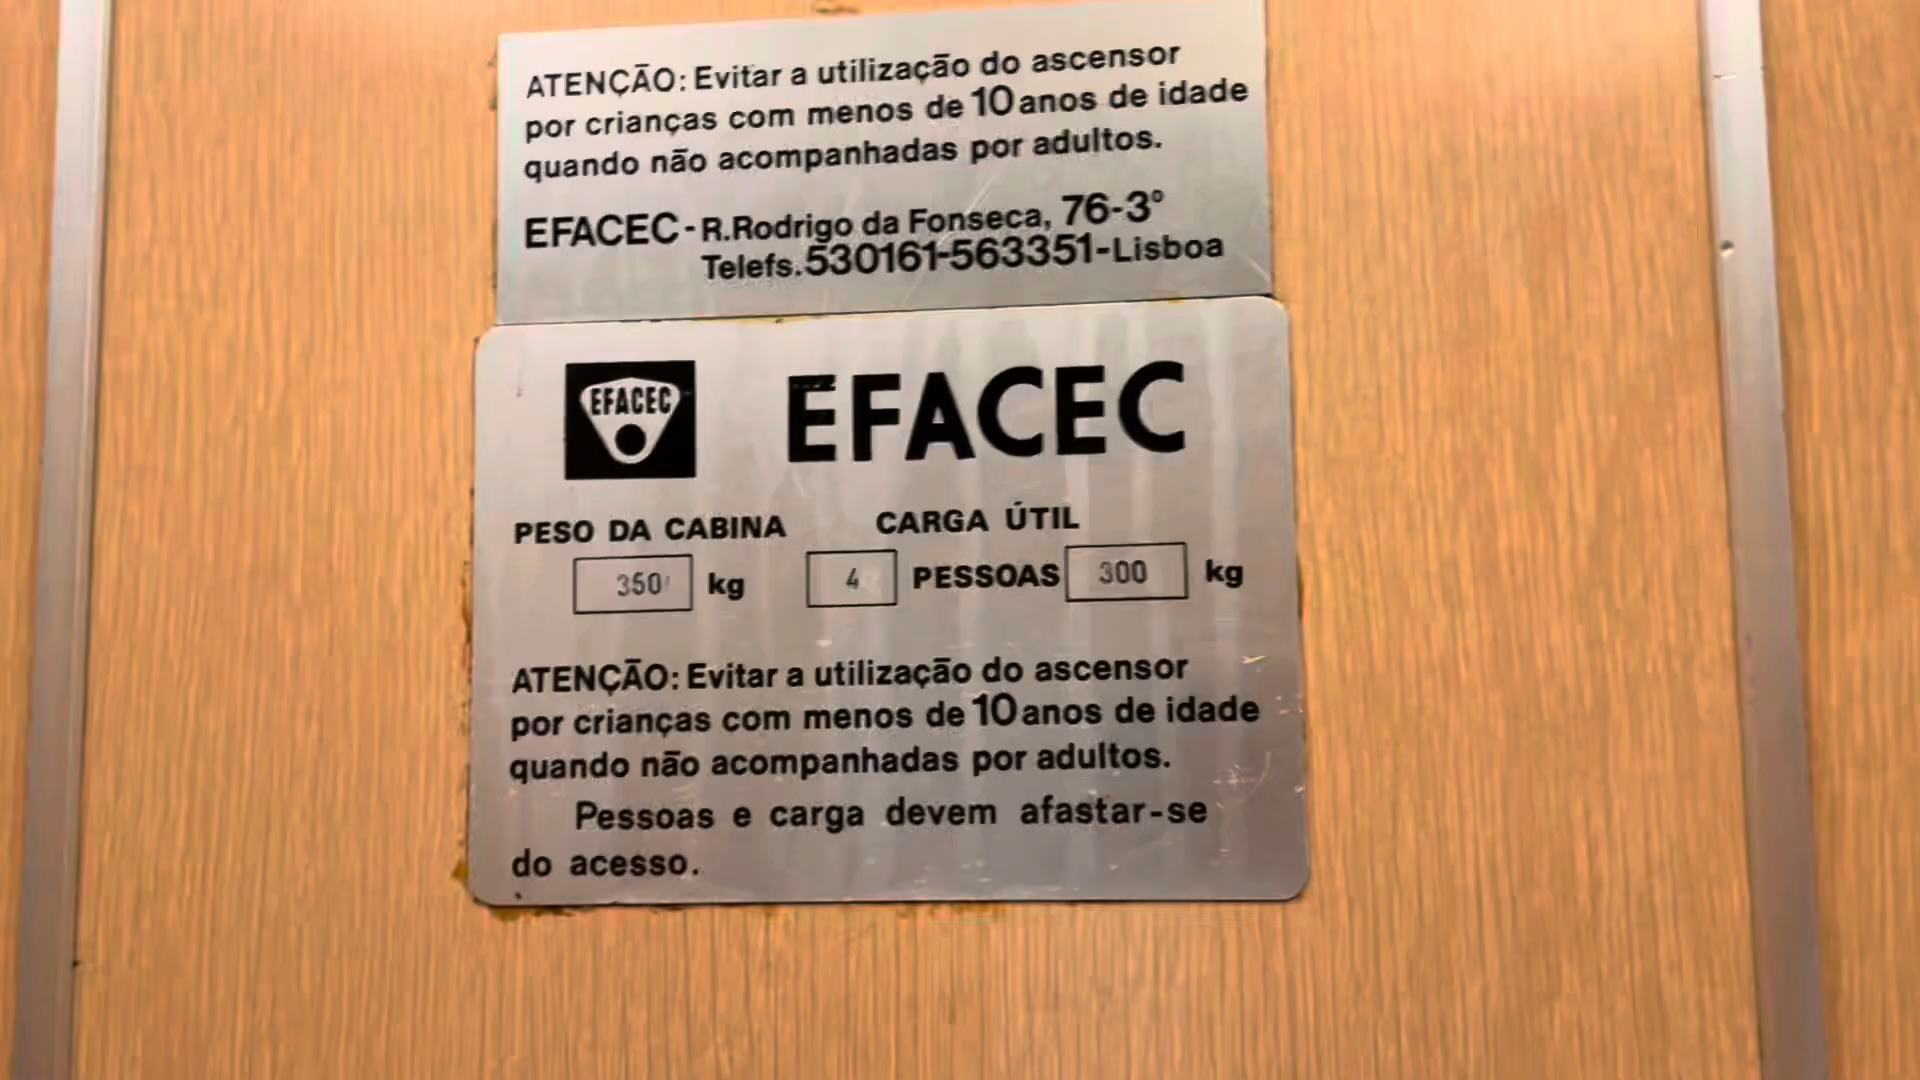 ATENÇÃO: Evitar a utilização do ascensor
por crianças com menos de 10 anos de idade
quando não acompanhadas por adultos.
EFACEC - R.Rodrigo da Fonseca, 76-3º
Telefs.530161-563351-Lisboa
EFACEC EFACEC
PESO DA CABINA CARGA ÚTIL
350 kg 4 PESSOAS 300 kg
ATENÇÃO: Evitar a utilização do ascensor
por crianças com menos de 10 anos de idade
quando não acompanhadas por adultos.
Pessoas e carga devem afastar-se
do acesso.